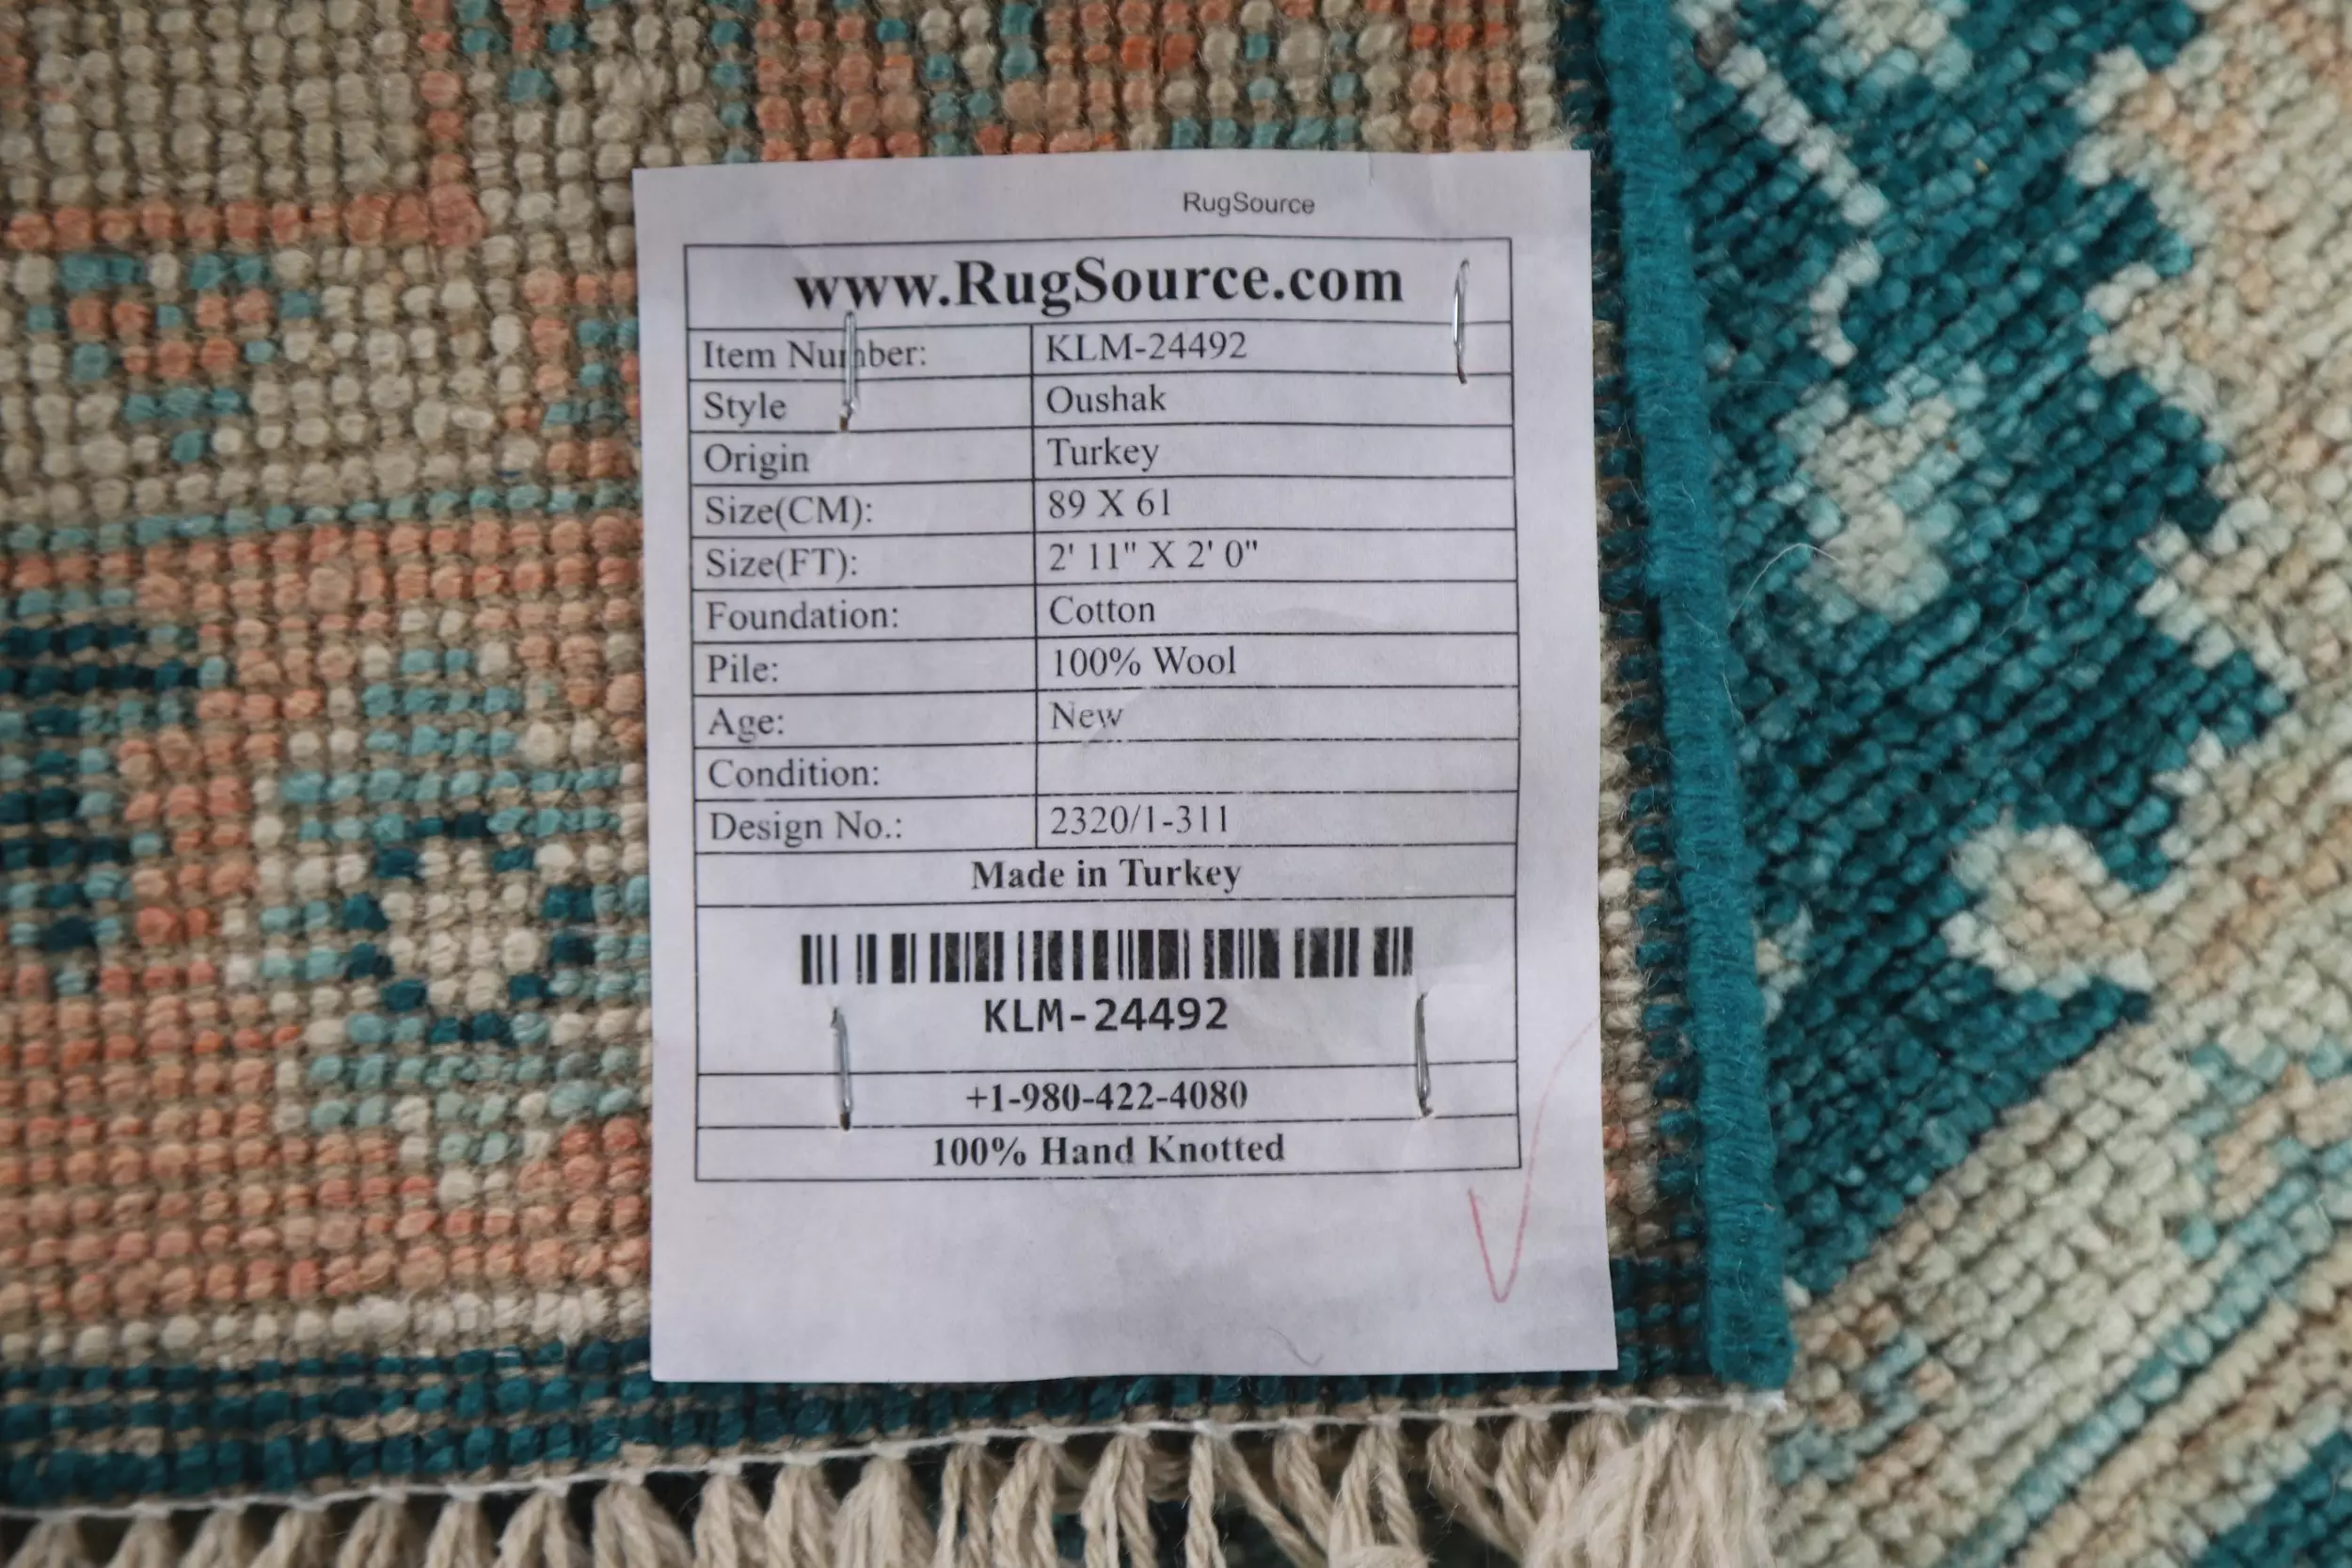 RugSource
www.RugSource.com
Item Number: KLM-24492
Style Oushak
Origin Turkey
Size(CM): 89 X 61
Size(FT): 2' 11" X 2' 0"
Foundation: Cotton
Pile: 100% Wool
Age: New
Condition:
Design No.: 2320/1-311
Made in Turkey
KLM-24492
+1-980-422-4080
100% Hand Knotted